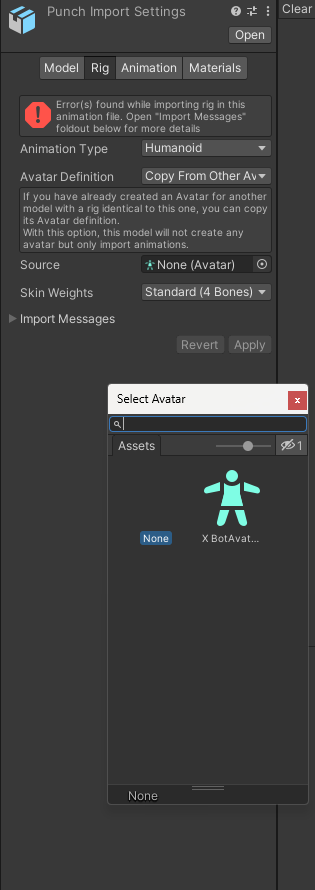 Punch Import Settings
Clear
Open
Model Rig Animation Materials
Error(s) found while importing rig in this
animation file. Open "Import Messages"
foldout below for more details
Animation Type Humanoid
Avatar Definition Copy From Other Av
If you have already created an Avatar for another
model with a rig identical to this one, you can copy
its Avatar definition.
With this option, this model will not create any
avatar but only import animations.
Source None (Avatar)
Skin Weights Standard (4 Bones)
Import Messages
Revert Apply
Select Avatar x
Assets 1
None X BotAvat...
None